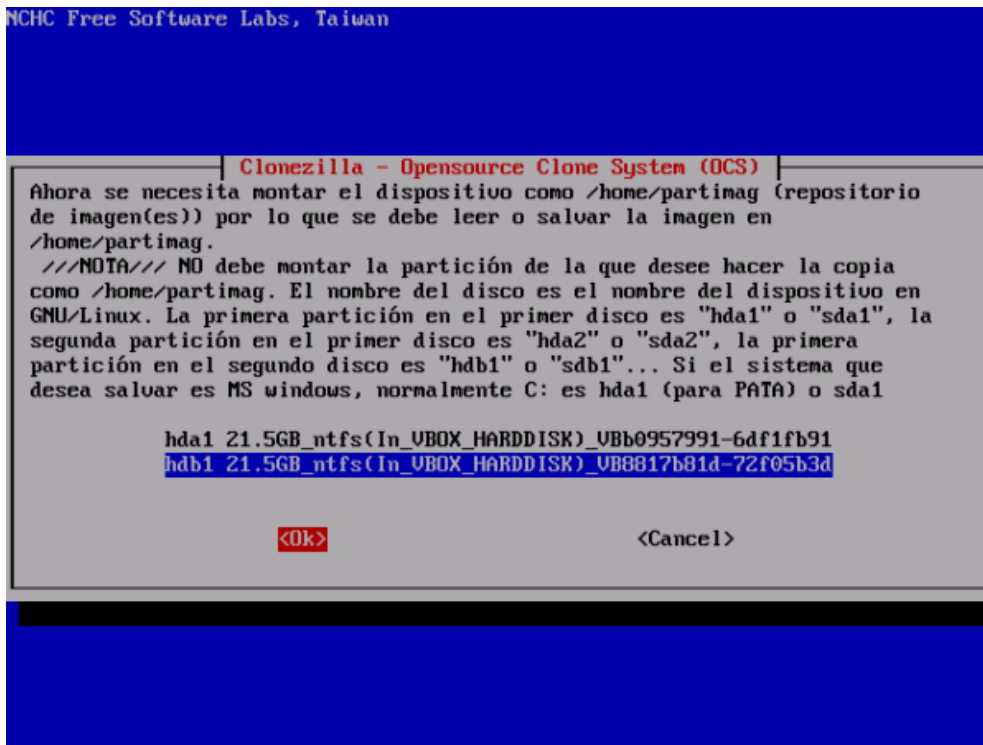 NCHC Free Software Labs, Taiwan
Clonezilla - Opensource Clone System (OCS)
Ahora se necesita montar el dispositivo como /home/partimag (repositorio
de imagen(es)) por lo que se debe leer o salvar la imagen en
/home/partimag.
///NOTA/// NO debe montar la partición de la que desee hacer la copia
como /home/partimag. El nombre del disco es el nombre del dispositivo en
GNU/Linux. La primera partición en el primer disco es "hda1" o "sda1", la
segunda partición en el primer disco es "hda2" o "sda2", la primera
partición en el segundo disco es "hdb1" o "sdb1"... Si el sistema que
desea salvar es MS windows, normalmente C: es hda1 (para PATA) o sda1
hda1 21.5GB_ntfs(In_VBOX_HARDDISK)_VBb0957991-6df1fb91
hdb1 21.5GB_ntfs(In_VBOX_HARDDISK)_VB8817b81d-72f05b3d
<Ok> <Cancel>